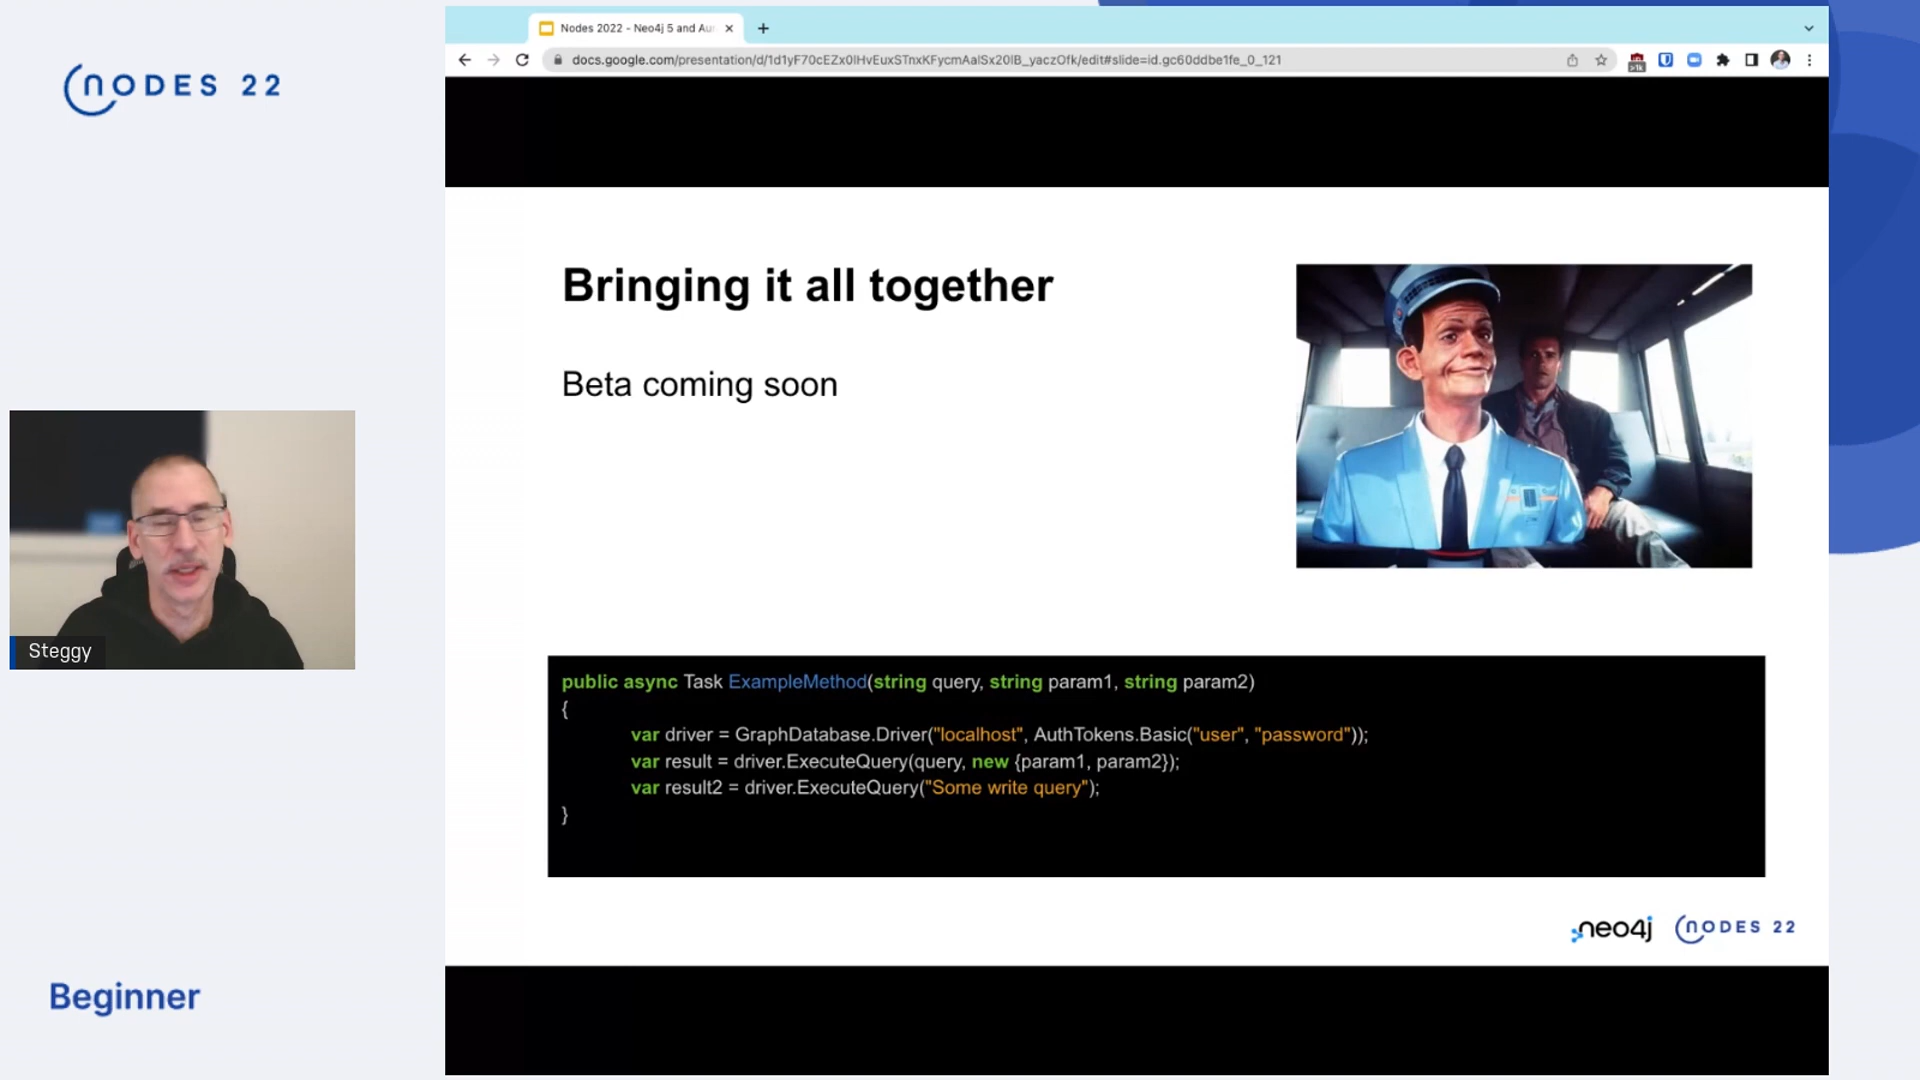 NODES 22
Nodes 2022 - Neo4j 5 and Au
docs.google.com/presentation/d/1d1yF70cEZx0IHvEuxSTnxKFycmAalSx20lB_yaczOfk/edit#slide=id.gc60ddbe1fe_0_121
Bringing it all together
Beta coming soon
Steggy
public async Task ExampleMethod(string query, string param1, string param2)
{
var driver = GraphDatabase.Driver("localhost", AuthTokens.Basic("user", "password"));
var result = driver.ExecuteQuery(query, new {param1, param2});
var result2 = driver.ExecuteQuery("Some write query");
}
neo4j NODES 22
Beginner